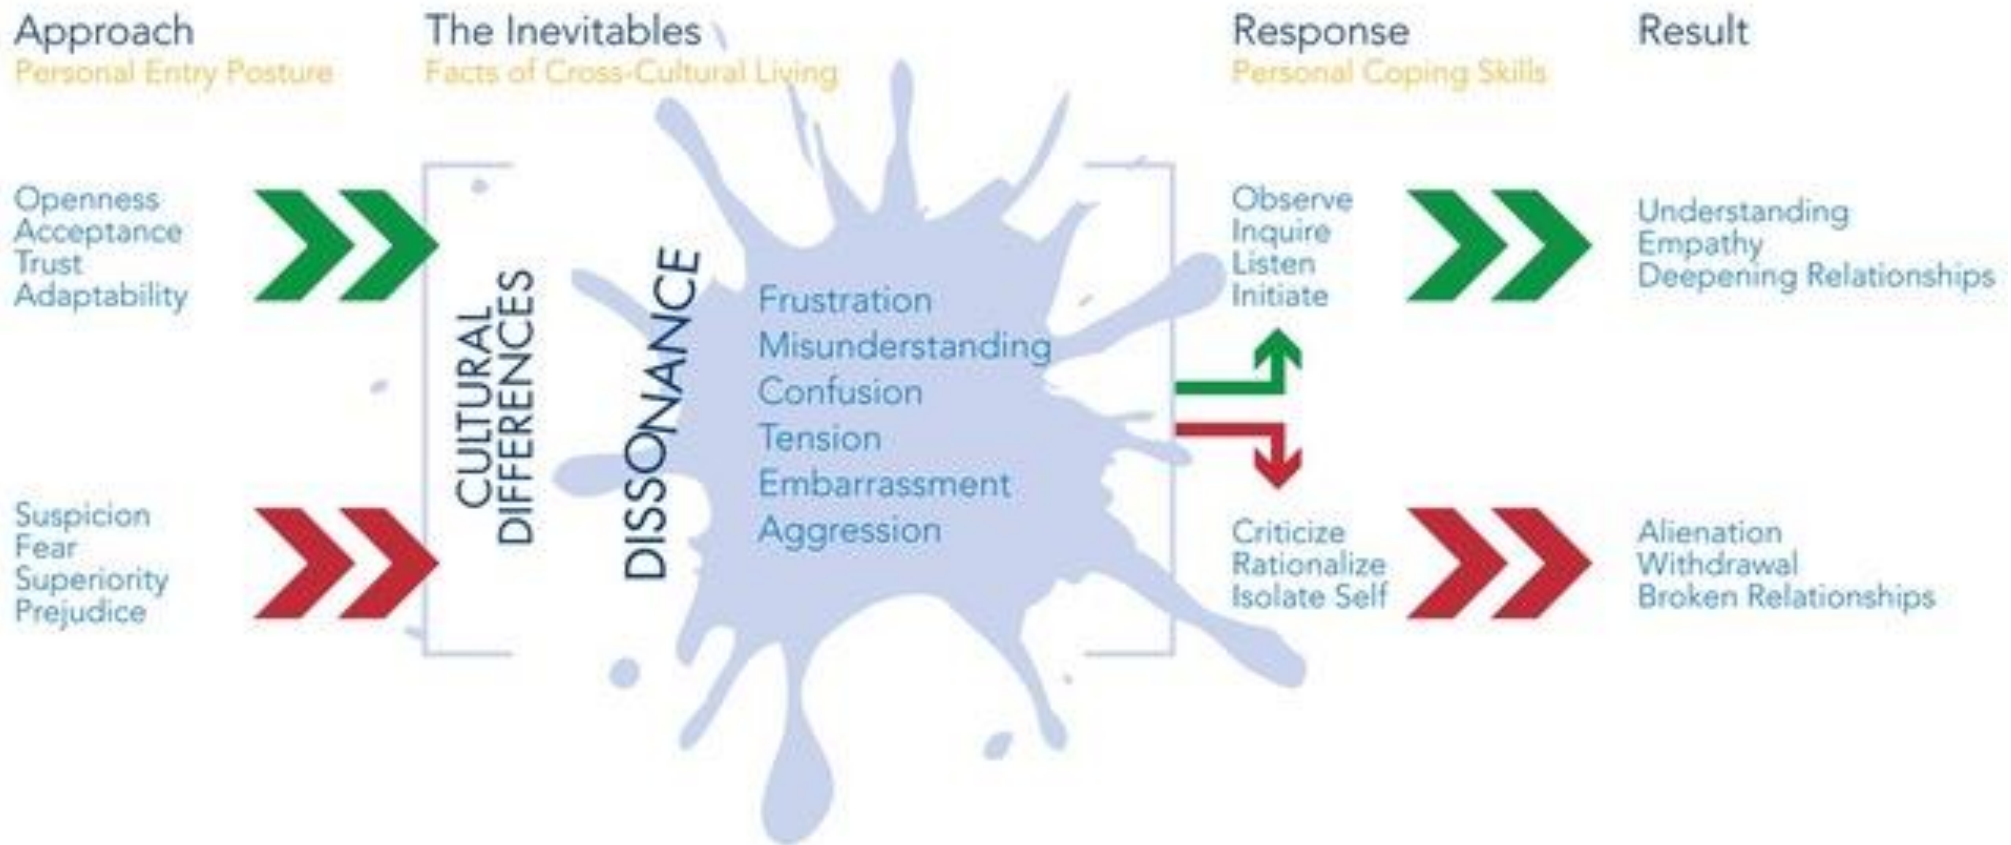 Approach
Personal Entry Posture
The Inevitables
Facts of Cross-Cultural Living
Response
Personal Coping Skills
Result
Openness
Acceptance
Trust
Adaptability
Suspicion
Fear
Superiority
Prejudice
CULTURAL
DIFFERENCES
DISSONANCE
Frustration
Misunderstanding
Confusion
Tension
Embarrassment
Aggression
Observe
Inquire
Listen
Initiate
Criticize
Rationalize
Isolate Self
Understanding
Empathy
Deepening Relationships
Alienation
Withdrawal
Broken Relationships